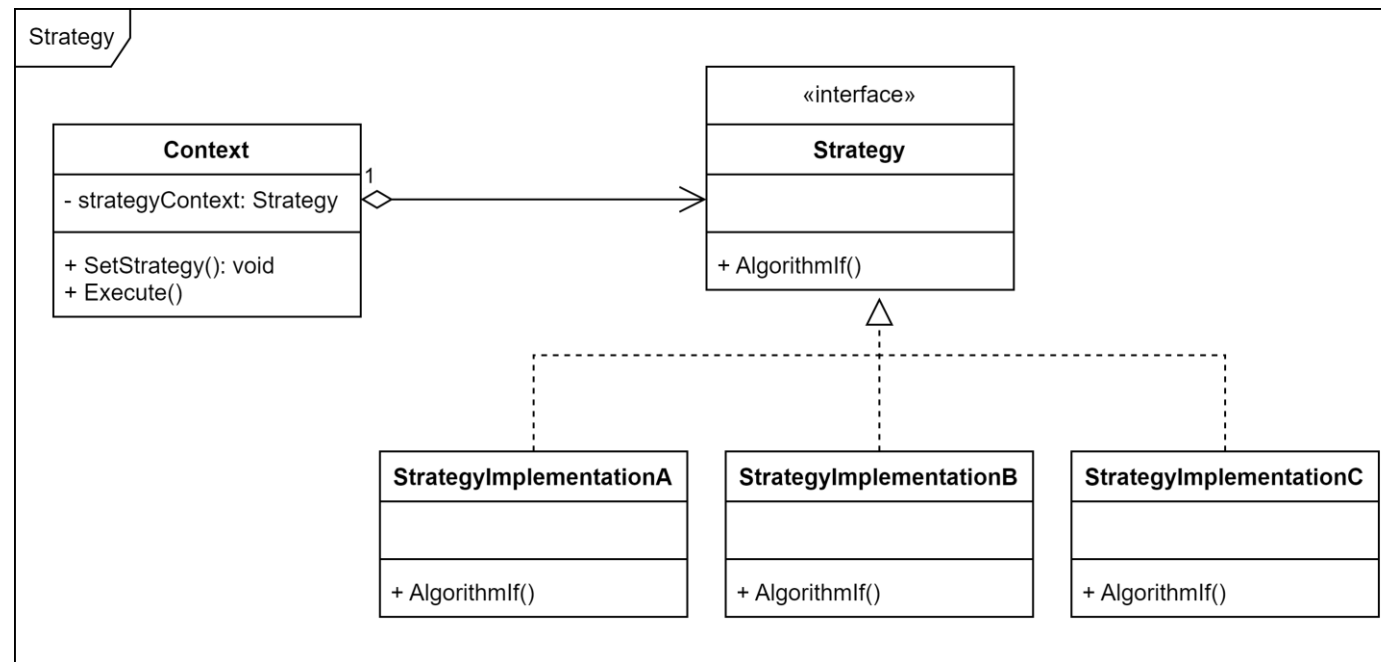 Strategy
«interface»
Context
Strategy
1
- strategyContext: Strategy
+ SetStrategy(): void
+ Execute()
+ AlgorithmIf()
StrategyImplementationA
StrategyImplementationB
StrategyImplementationC
+ AlgorithmIf()
+ AlgorithmIf()
+ AlgorithmIf()